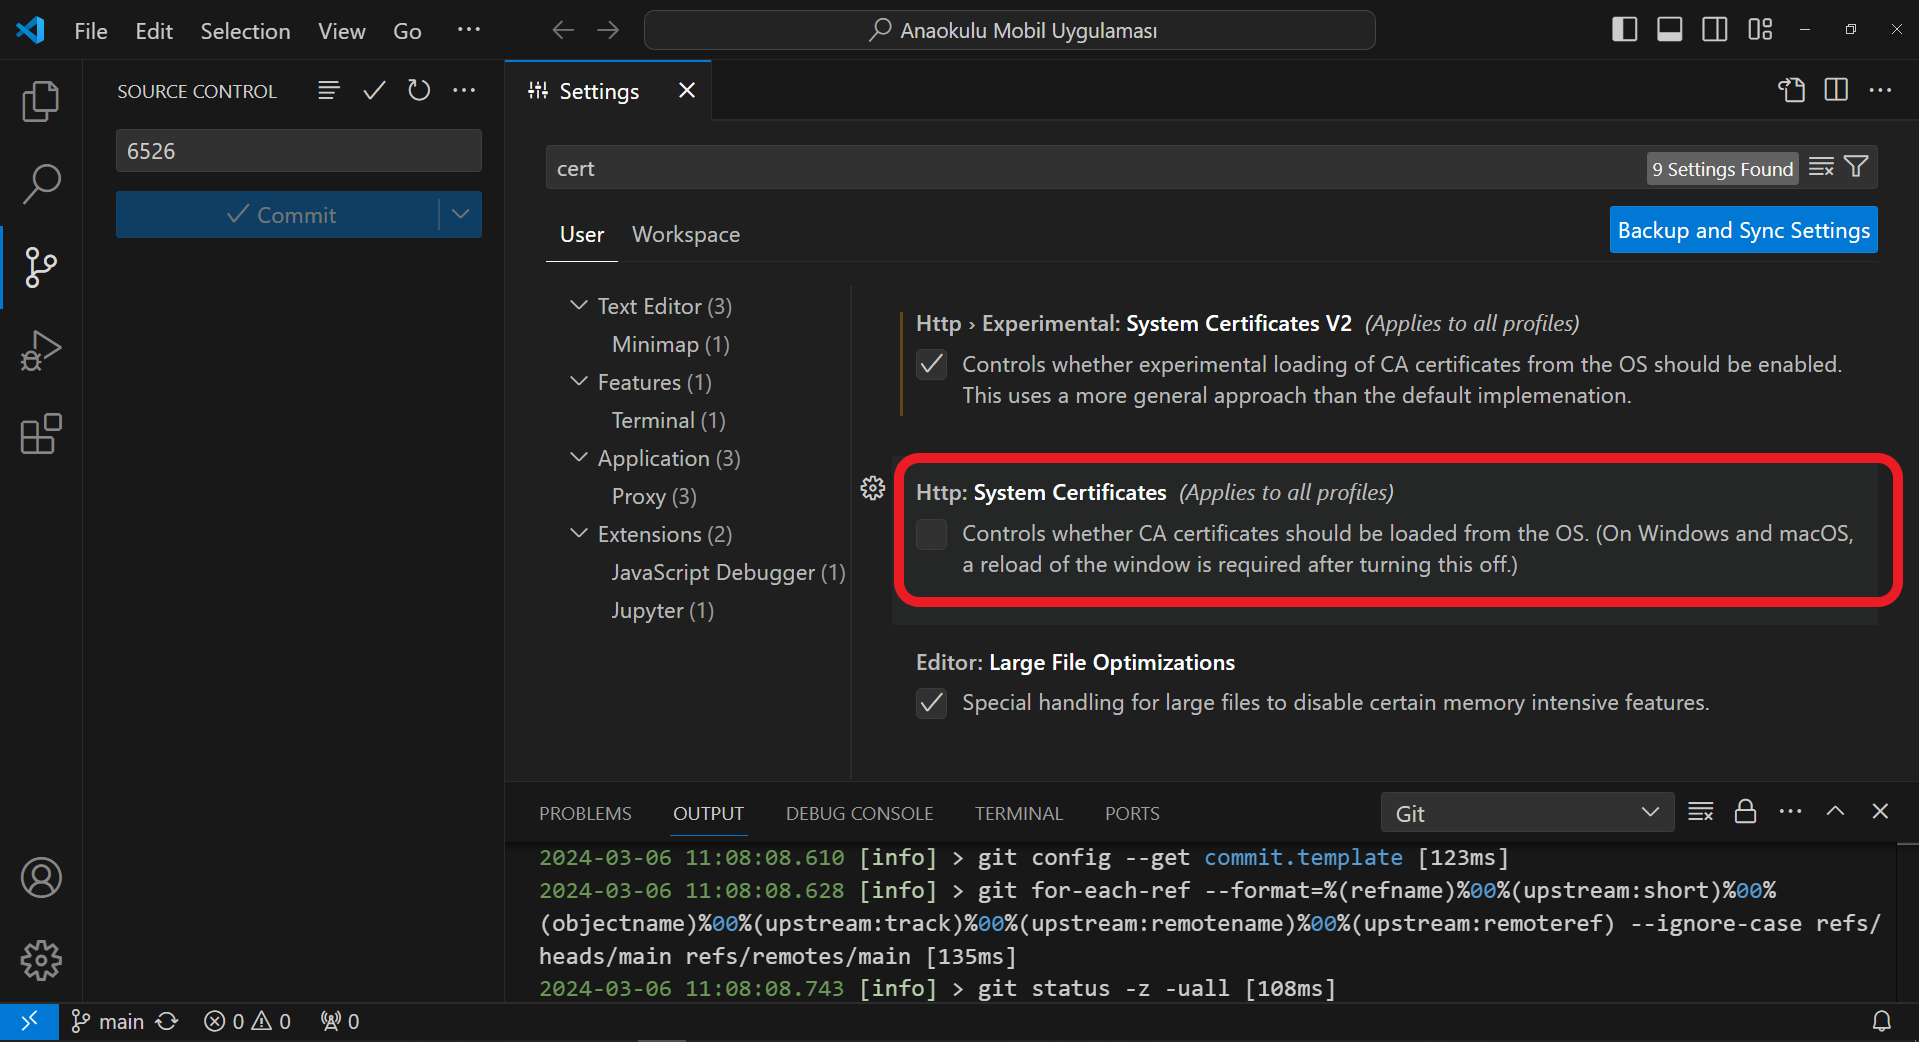 File Edit Selection View Go ···
Anaokulu Mobil Uygulaması
SOURCE CONTROL
6526
Commit
Settings
cert
9 Settings Found
User Workspace
Backup and Sync Settings
Text Editor (3)
Minimap (1)
Features (1)
Terminal (1)
Application (3)
Proxy (3)
Extensions (2)
JavaScript Debugger (1)
Jupyter (1)
Http › Experimental: System Certificates V2 (Applies to all profiles)
Controls whether experimental loading of CA certificates from the OS should be enabled.
This uses a more general approach than the default implemenation.
Http: System Certificates (Applies to all profiles)
Controls whether CA certificates should be loaded from the OS. (On Windows and macOS,
a reload of the window is required after turning this off.)
Editor: Large File Optimizations
Special handling for large files to disable certain memory intensive features.
PROBLEMS OUTPUT DEBUG CONSOLE TERMINAL PORTS
Git
2024-03-06 11:08:08.610 [info] > git config --get commit.template [123ms]
2024-03-06 11:08:08.628 [info] > git for-each-ref --format=%(refname)%00%(upstream:short)%00%
(objectname)%00%(upstream:track)%00%(upstream:remotename)%00%(upstream:remoteref) --ignore-case refs/
heads/main refs/remotes/main [135ms]
2024-03-06 11:08:08.743 [info] > git status -z -uall [108ms]
main 0 0 0